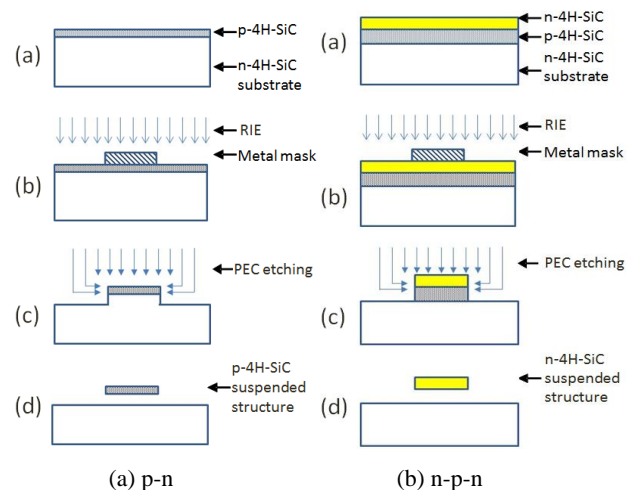 (a)
p-4H-SiC
n-4H-SiC
substrate
RIE
Metal mask
(b)
PEC etching
(c)
p-4H-SiC
suspended
structure
(d)
(a) p-n
n-4H-SiC
p-4H-SiC
n-4H-SiC
substrate
(a)
RIE
Metal mask
(b)
PEC etching
(c)
n-4H-SiC
suspended
structure
(d)
(b) n-p-n